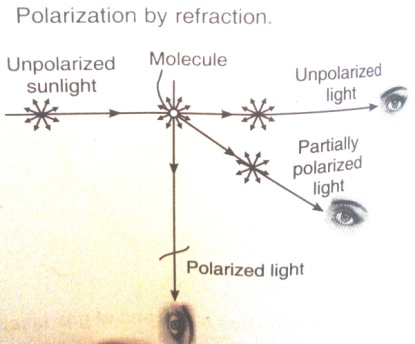 Polarization by refraction.
Unpolarized
sunlight
Molecule
Unpolarized
light
Partially
polarized
light
Polarized light